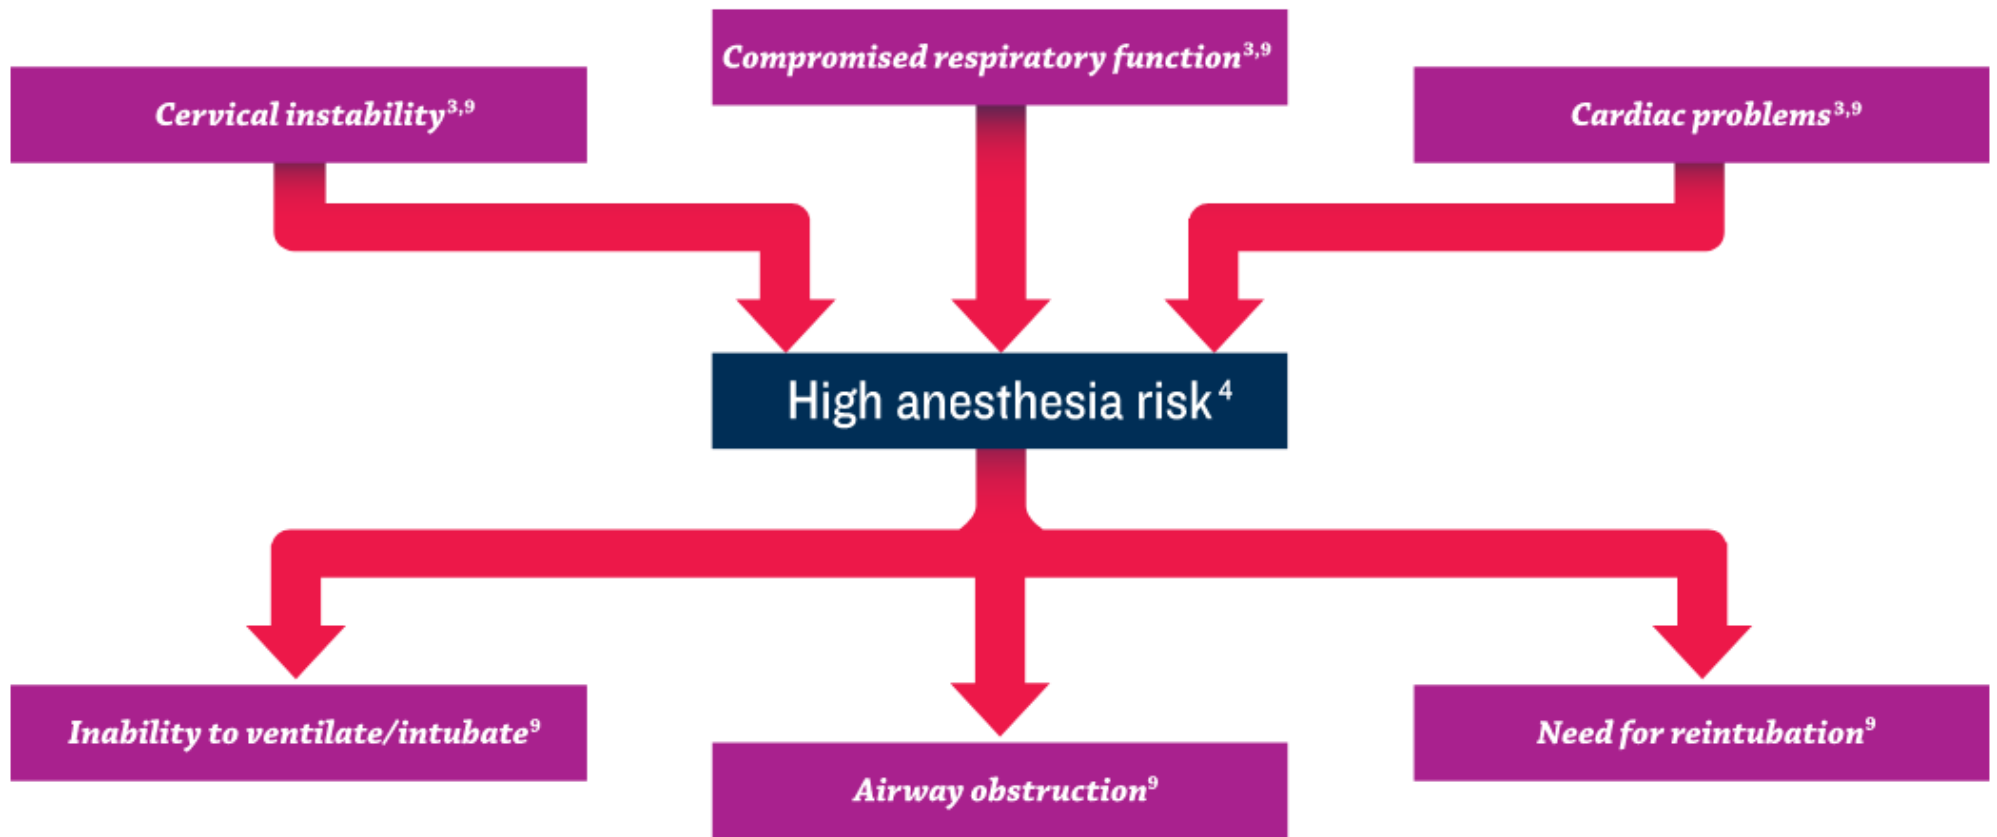 Compromised respiratory function3,9
Cervical instability3,9
Cardiac problems3,9
High anesthesia risk4
Inability to ventilate/intubate9
Need for reintubation9
Airway obstruction9